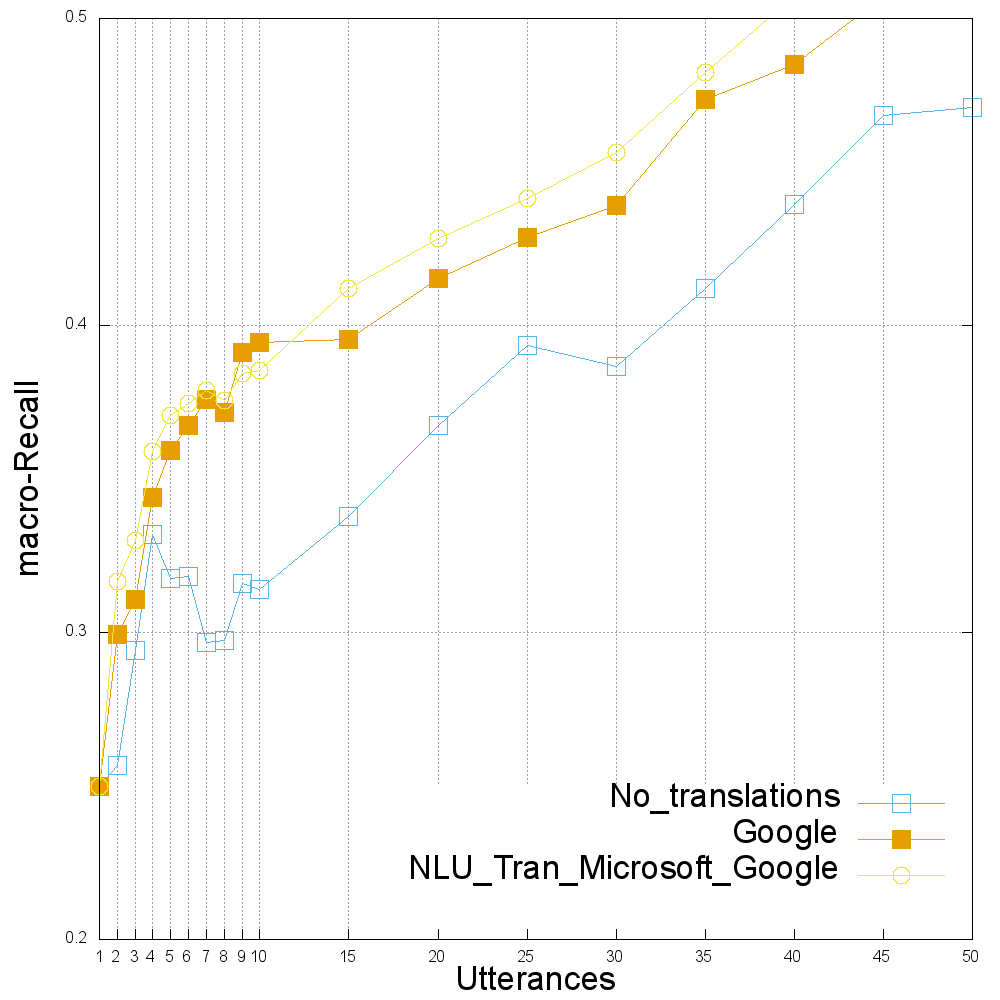 0.5
0.4
0.3
0.2
macro-Recall
No_translations
Google
NLU_Tran_Microsoft_Google
1 2 3 4 5 6 7 8 9 10 15 20 25 30 35 40 45 50
Utterances